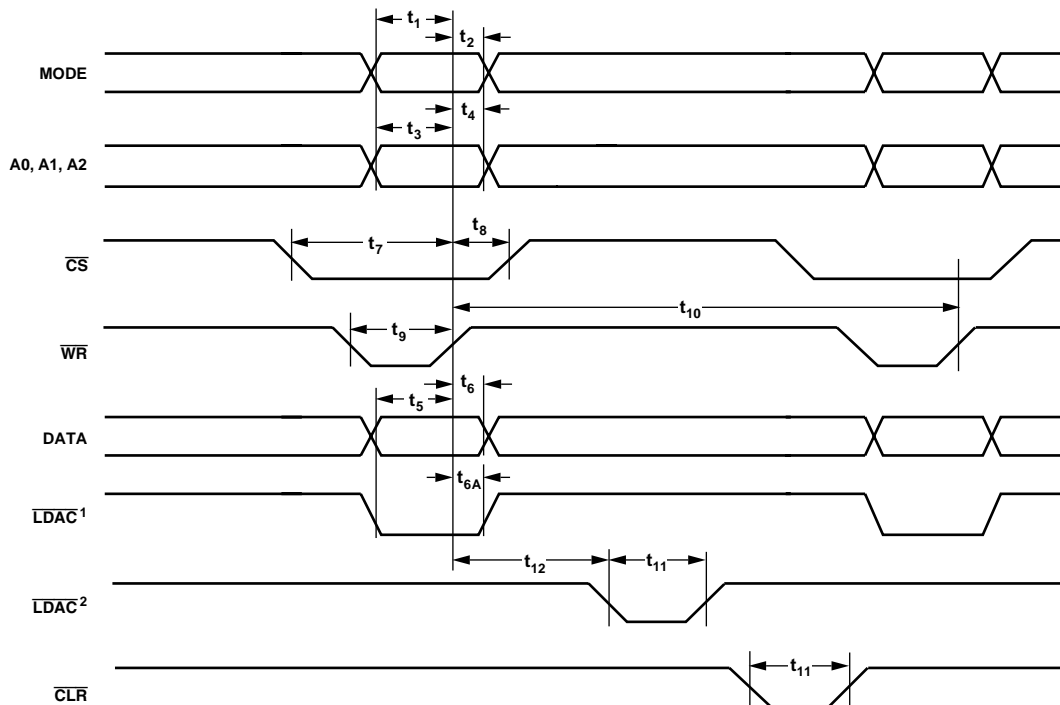 t1
t2
MODE
t4
t3
A0, A1, A2
t7
t8
CS
t10
t9
WR
t6
t5
DATA
t6A
LDAC1
t12
t11
LDAC2
t11
CLR